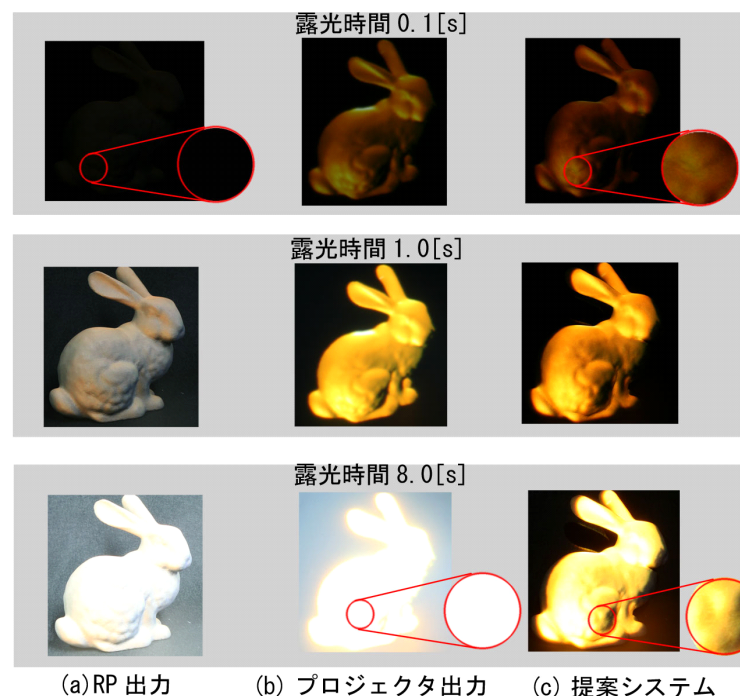 露光時間 0.1[s]
露光時間 1.0[s]
露光時間 8.0[s]
(a)RP 出力
(b) プロジェクタ出力
(c) 提案システム